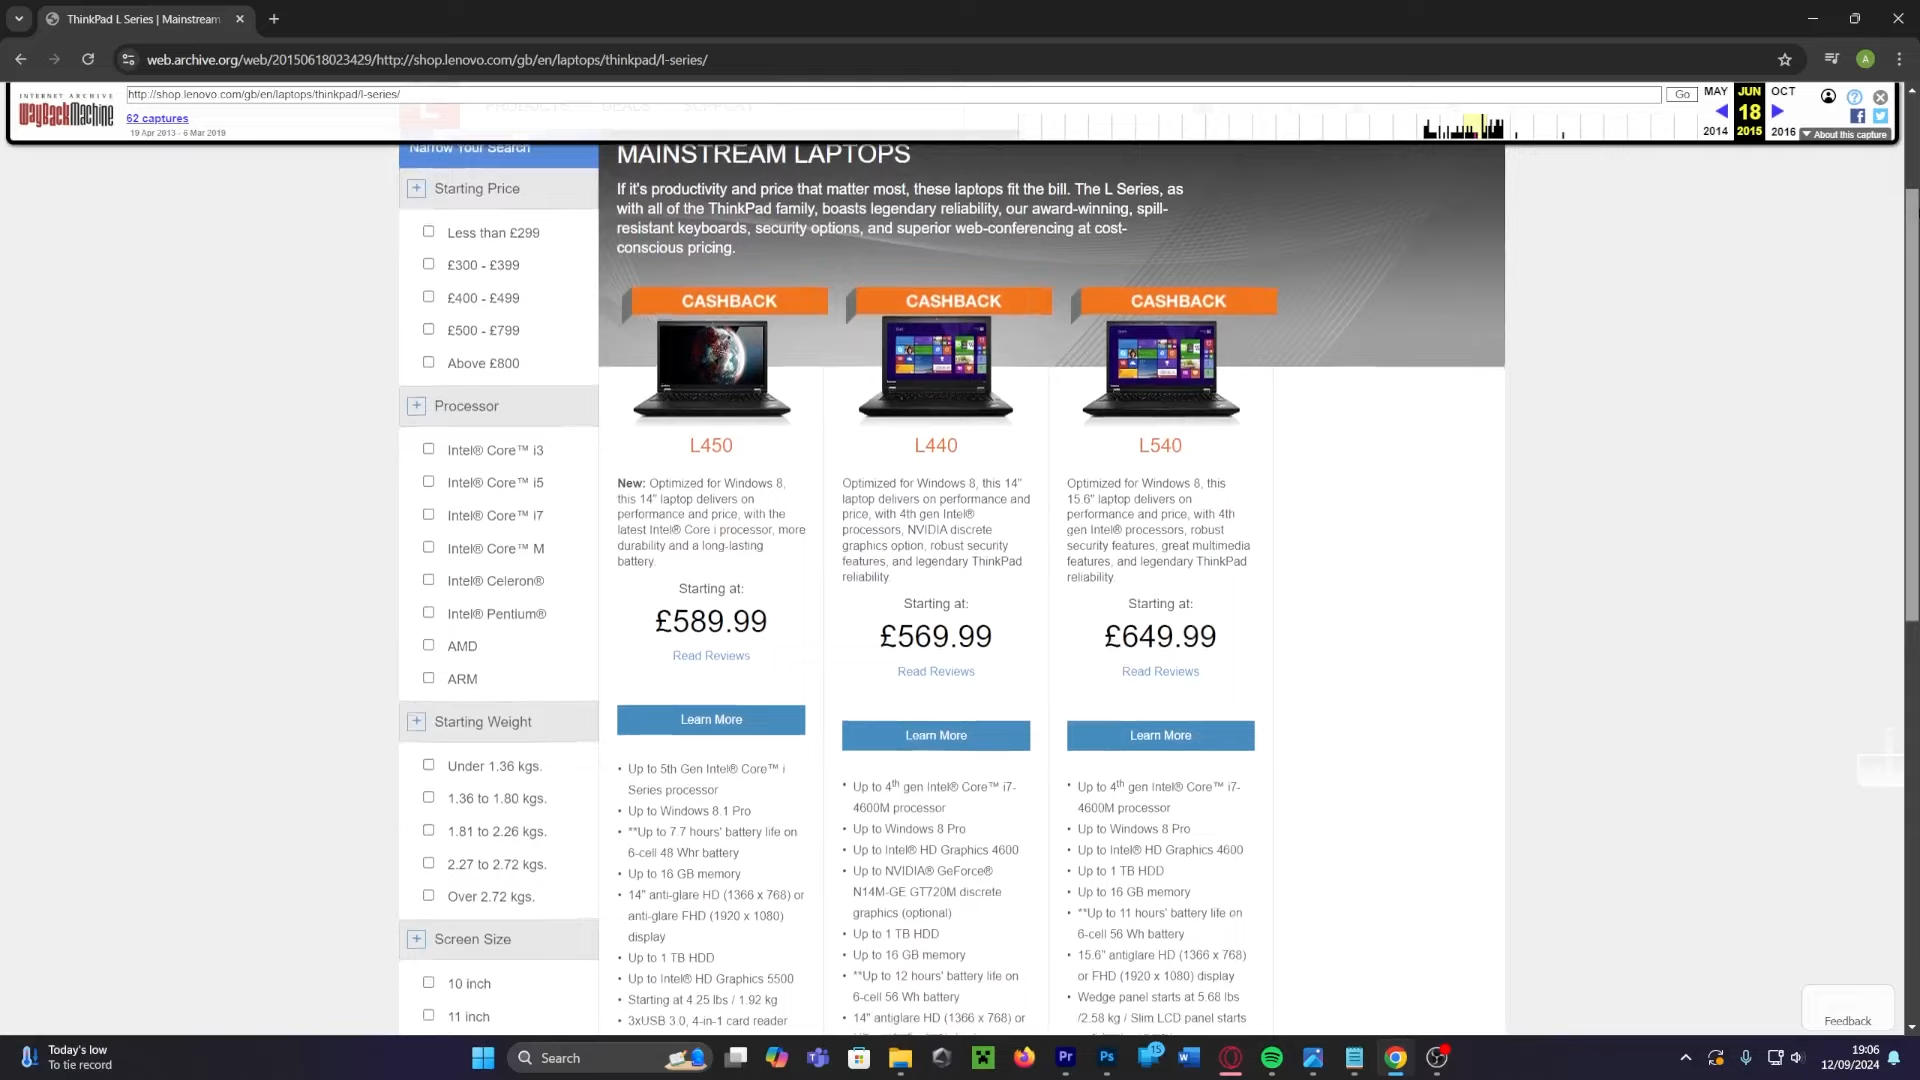 ThinkPad L Series | Mainstream
web.archive.org/web/20150618023429/http://shop.lenovo.com/gb/en/laptops/thinkpad/l-series/
INTERNET ARCHIVE
WayBackMachine
http://shop.lenovo.com/gb/en/laptops/thinkpad/l-series/
Go
62 captures
19 Apr 2013 - 6 Mar 2019
MAY
JUN
OCT
18
2014
2015
2016
About this capture
PRODUCTS
DEALS
SUPPORT
Narrow Your Search
Starting Price
Less than £299
£300 - £399
£400 - £499
£500 - £799
Above £800
Processor
Intel® Core™ i3
Intel® Core™ i5
Intel® Core™ i7
Intel® Core™ M
Intel® Celeron®
Intel® Pentium®
AMD
ARM
Starting Weight
Under 1.36 kgs.
1.36 to 1.80 kgs.
1.81 to 2.26 kgs.
2.27 to 2.72 kgs.
Over 2.72 kgs.
Screen Size
10 inch
11 inch
MAINSTREAM LAPTOPS
If it's productivity and price that matter most, these laptops fit the bill. The L Series, as
with all of the ThinkPad family, boasts legendary reliability, our award-winning, spill-
resistant keyboards, security options, and superior web-conferencing at cost-
conscious pricing.
CASHBACK
L450
New: Optimized for Windows 8,
this 14" laptop delivers on
performance and price, with the
latest Intel® Core i processor, more
durability and a long-lasting
battery.
Starting at:
£589.99
Read Reviews
Learn More
• Up to 5th Gen Intel® Core™ i
Series processor
• Up to Windows 8.1 Pro
• **Up to 7.7 hours' battery life on
6-cell 48 Whr battery
• Up to 16 GB memory
• 14" anti-glare HD (1366 x 768) or
anti-glare FHD (1920 x 1080)
display
• Up to 1 TB HDD
• Up to Intel® HD Graphics 5500
• Starting at 4.25 lbs / 1.92 kg
• 3xUSB 3.0, 4-in-1 card reader
CASHBACK
L440
Optimized for Windows 8, this 14"
laptop delivers on performance and
price, with 4th gen Intel®
processors, NVIDIA discrete
graphics option, robust security
features, and legendary ThinkPad
reliability.
Starting at:
£569.99
Read Reviews
Learn More
• Up to 4th gen Intel® Core™ i7-
4600M processor
• Up to Windows 8 Pro
• Up to Intel® HD Graphics 4600
• Up to NVIDIA® GeForce®
N14M-GE GT720M discrete
graphics (optional)
• Up to 1 TB HDD
• Up to 16 GB memory
• **Up to 12 hours' battery life on
6-cell 56 Wh battery
• 14" antiglare HD (1366 x 768) or
CASHBACK
L540
Optimized for Windows 8, this
15.6" laptop delivers on
performance and price, with 4th
gen Intel® processors, robust
security features, great multimedia
features, and legendary ThinkPad
reliability.
Starting at:
£649.99
Read Reviews
Learn More
• Up to 4th gen Intel® Core™ i7-
4600M processor
• Up to Windows 8 Pro
• Up to Intel® HD Graphics 4600
• Up to 1 TB HDD
• Up to 16 GB memory
• **Up to 11 hours' battery life on
6-cell 56 Wh battery
• 15.6" antiglare HD (1366 x 768)
or FHD (1920 x 1080) display
• Wedge panel starts at 5.68 lbs
/2.58 kg / Slim LCD panel starts
Feedback
Today's low
To tie record
Search
15
19:06
12/09/2024